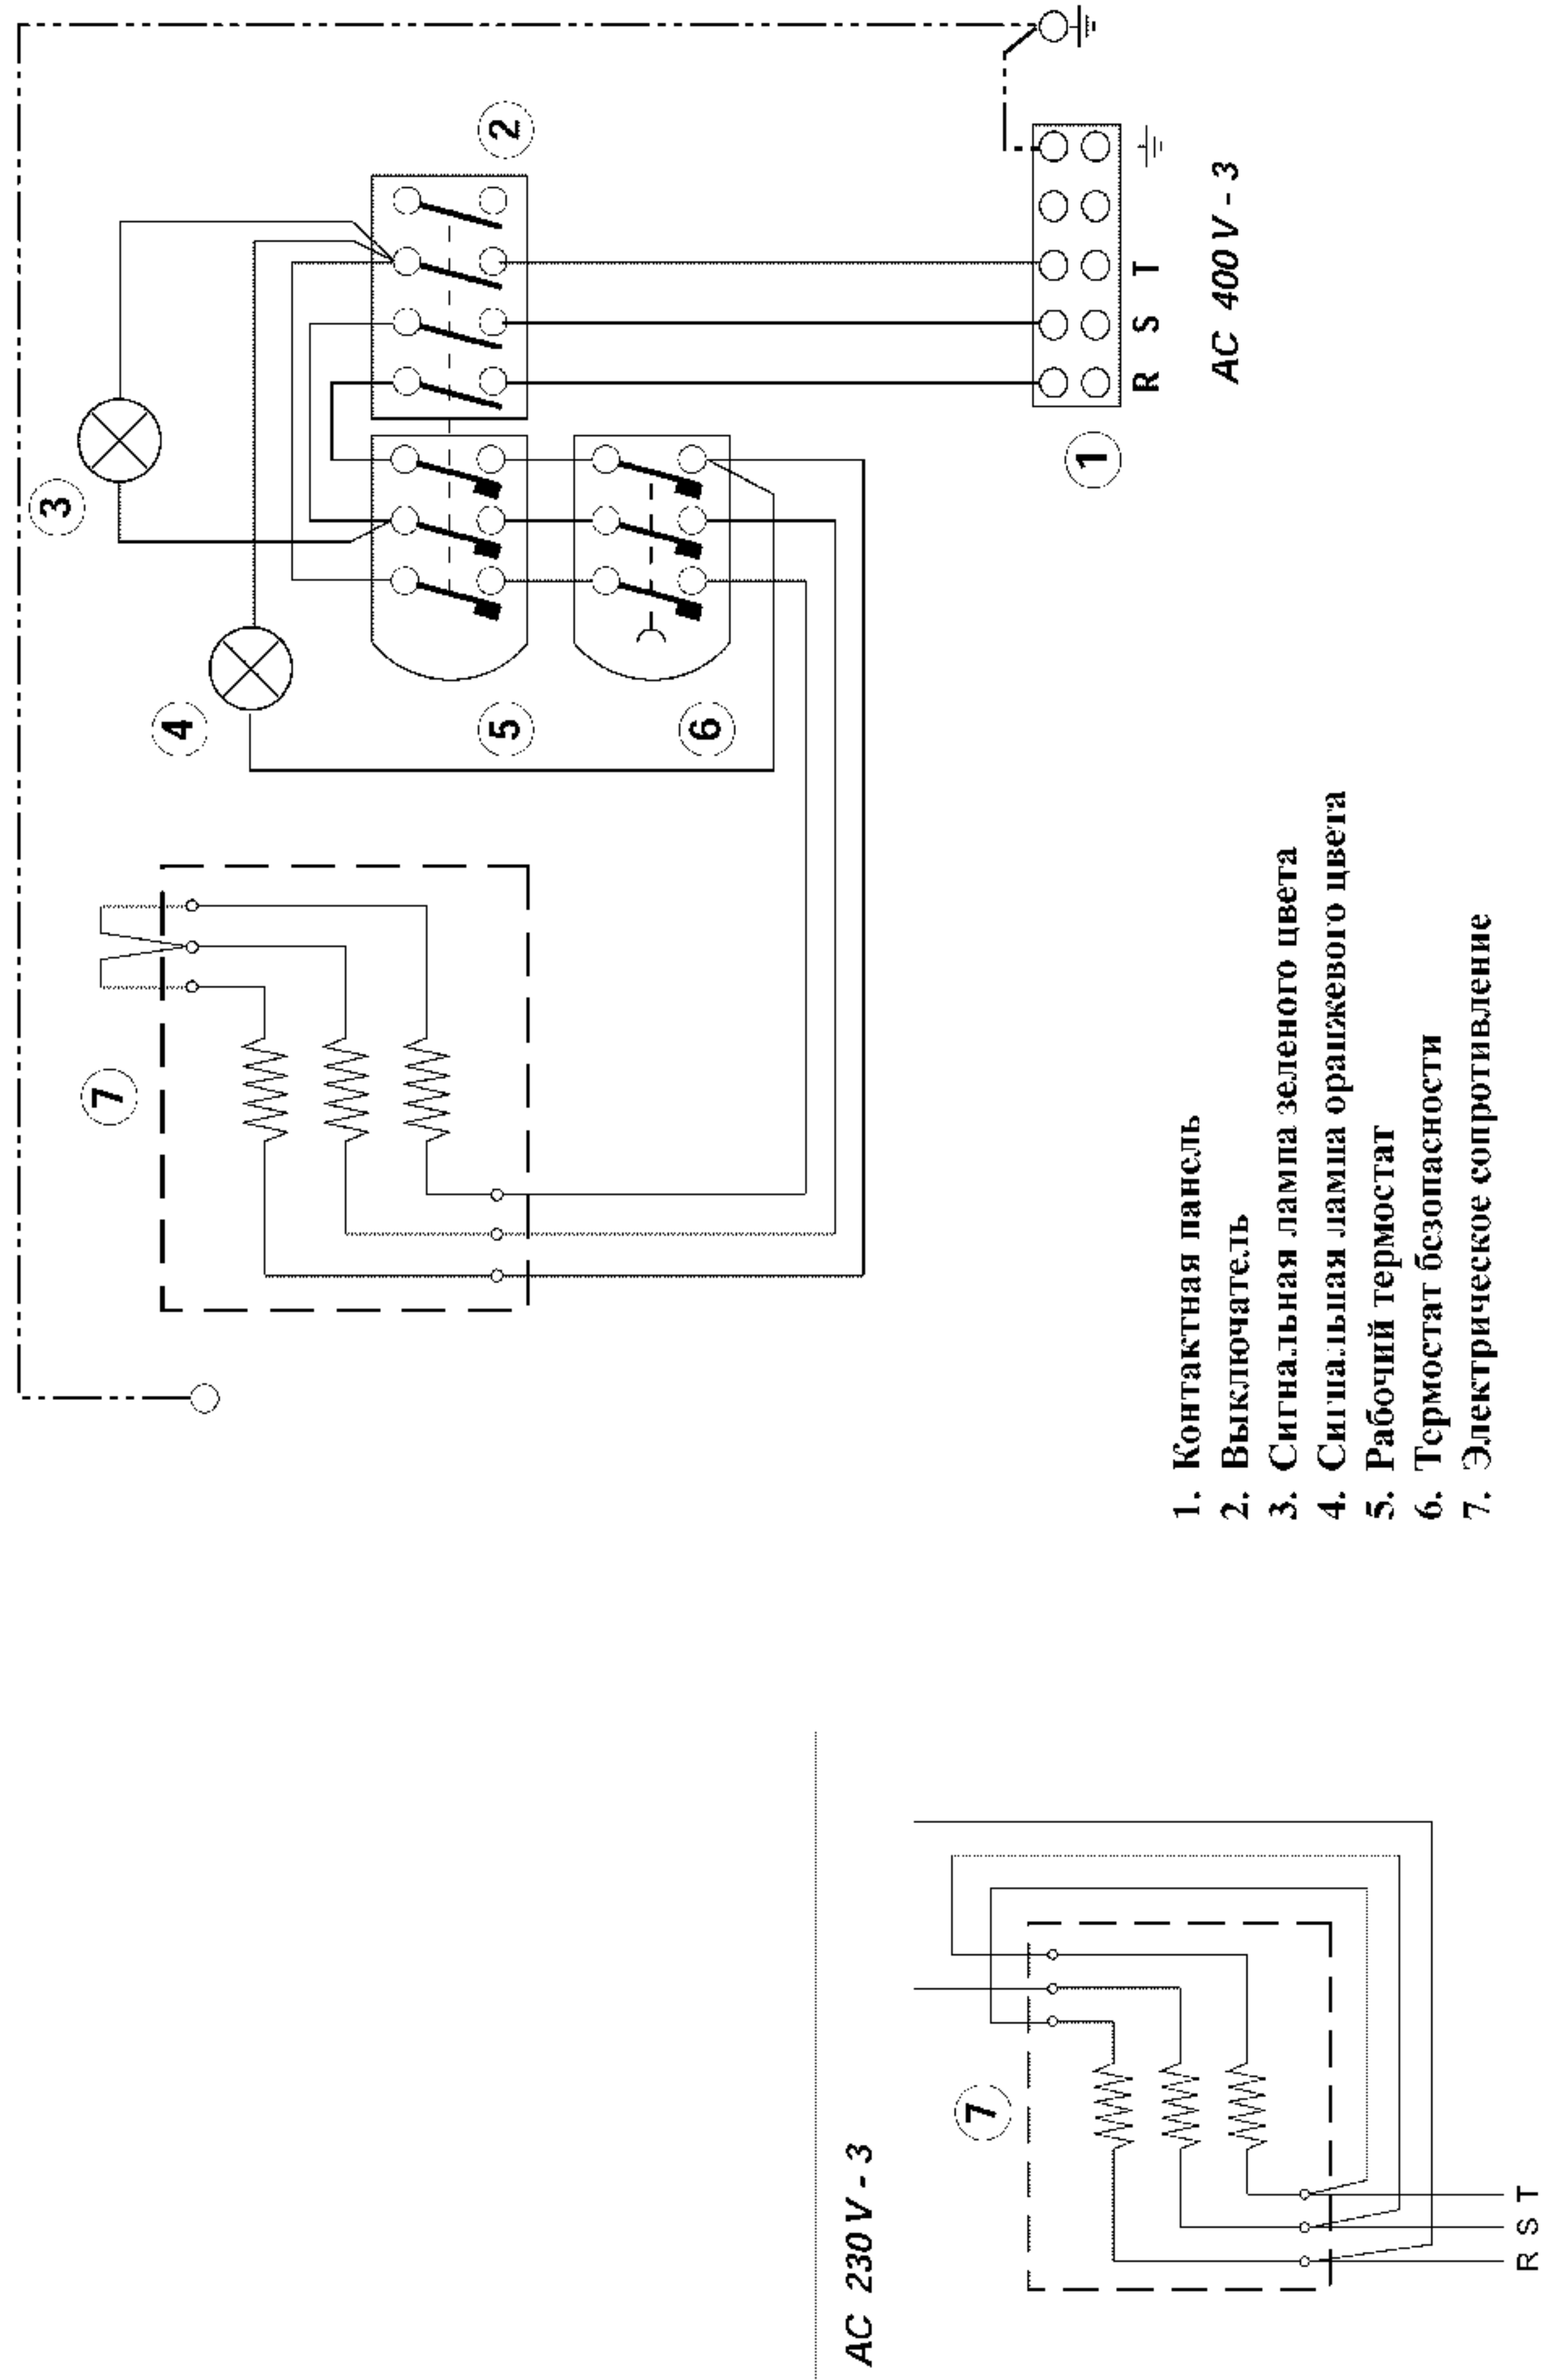 3
4
7
2
5
6
1
R S T
AC 400 V - 3
1. Контактная панель
2. Выключатель
3. Сигнальная лампа зеленого цвета
4. Сигнальная лампа оранжевого цвета
5. Рабочий термостат
6. Термостат безопасности
7. Электрическое сопротивление
AC 230 V - 3
7
R S T